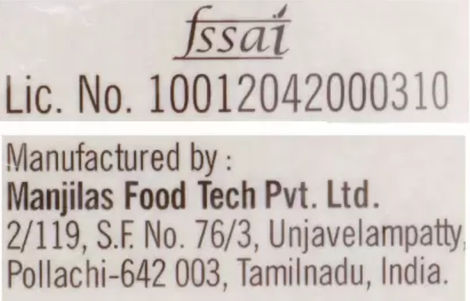 fssai
Lic. No. 10012042000310
Manufactured by :
Manjilas Food Tech Pvt. Ltd.
2/119, S.F. No. 76/3, Unjavelampatty,
Pollachi-642 003, Tamilnadu, India.